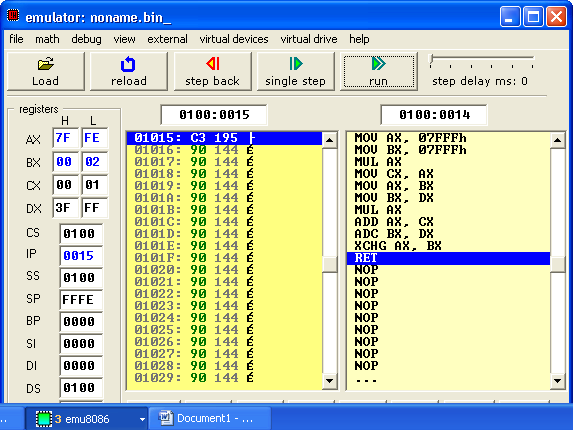 emulator: noname.bin_
file math debug view external virtual devices virtual drive help
Load reload step back single step run step delay ms: 0
registers
0100:0015 0100:0014
H L
AX 7F FE
BX 00 02
CX 00 01
DX 3F FF
CS 0100
IP 0015
SS 0100
SP FFFE
BP 0000
SI 0000
DI 0000
DS 0100
01015: C3 195 ├
01016: 90 144 É
01017: 90 144 É
01018: 90 144 É
01019: 90 144 É
0101A: 90 144 É
0101B: 90 144 É
0101C: 90 144 É
0101D: 90 144 É
0101E: 90 144 É
0101F: 90 144 É
01020: 90 144 É
01021: 90 144 É
01022: 90 144 É
01023: 90 144 É
01024: 90 144 É
01025: 90 144 É
01026: 90 144 É
01027: 90 144 É
01028: 90 144 É
01029: 90 144 É
MOV AX, 07FFFh
MOV BX, 07FFFh
MUL AX
MOV CX, AX
MOV AX, BX
MOV BX, DX
MUL AX
ADD AX, CX
ADC BX, DX
XCHG AX, BX
RET
NOP
NOP
NOP
NOP
NOP
NOP
NOP
NOP
NOP
...
... 3 emu8086 Document1 - ...